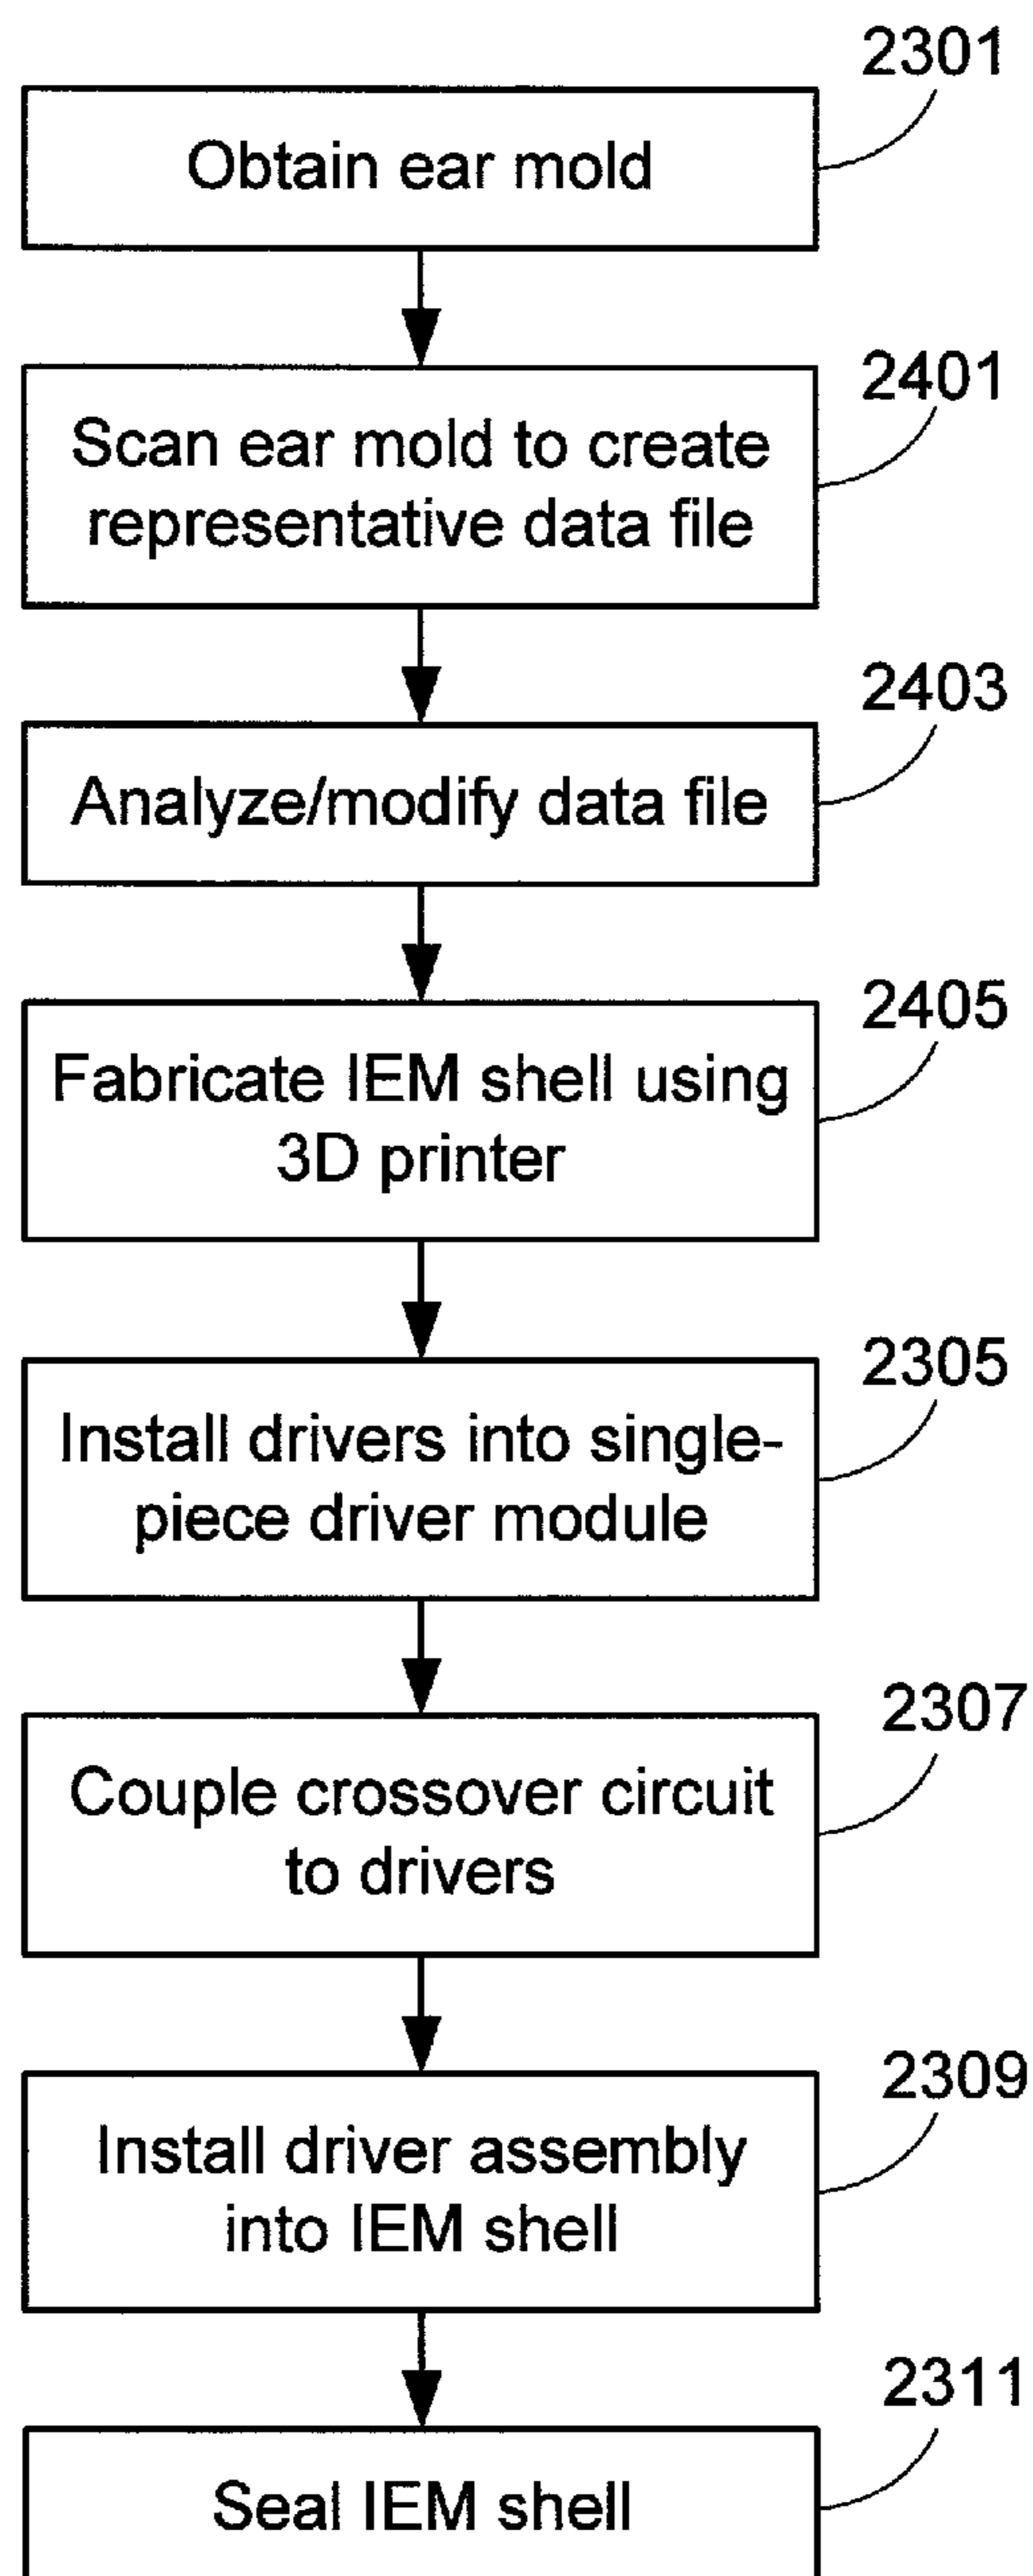 2301
Obtain ear mold
2401
Scan ear mold to create
representative data file
2403
Analyze/modify data file
2405
Fabricate IEM shell using
3D printer
2305
Install drivers into single-
piece driver module
2307
Couple crossover circuit
to drivers
2309
Install driver assembly
into IEM shell
2311
Seal IEM shell